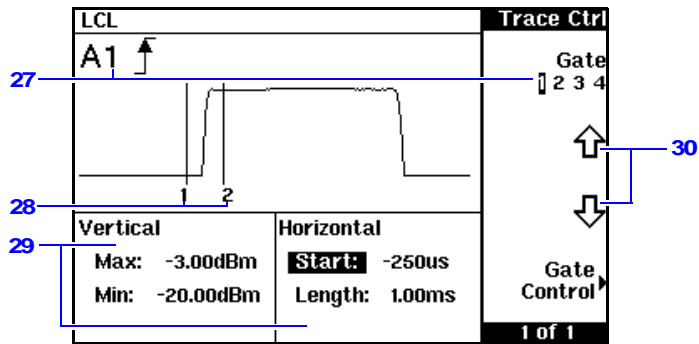 LCL
Trace Ctrl
A1
Gate
1 2 3 4
27
30
1 2
28
Vertical
Horizontal
29
Max: -3.00dBm
Start: -250us
Min: -20.00dBm
Length: 1.00ms
Gate
Control
1 of 1